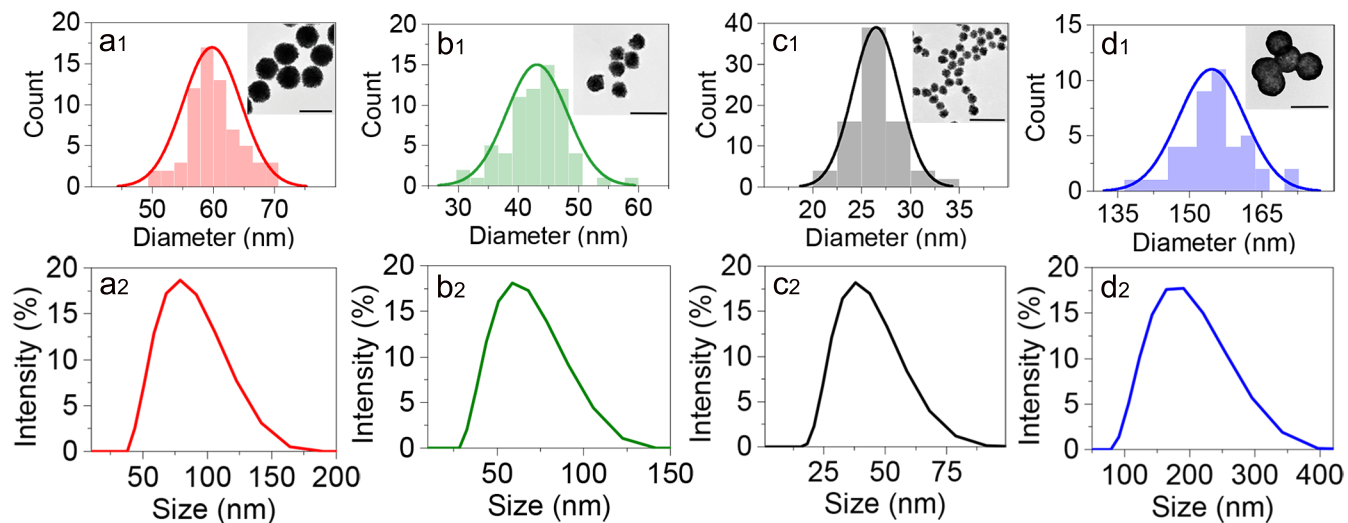 a1
20
15
10
5
0
Count
50 60 70
Diameter (nm)
b1
20
15
10
5
0
Count
30 40 50 60
Diameter (nm)
c1
40
30
20
10
0
Count
20 25 30 35
Diameter (nm)
d1
15
10
5
0
Count
135 150 165
Diameter (nm)
a2
20
15
10
5
0
Intensity (%)
50 100 150 200
Size (nm)
b2
20
15
10
5
0
Intensity (%)
50 100 150
Size (nm)
c2
20
15
10
5
0
Intensity (%)
25 50 75
Size (nm)
d2
20
15
10
5
0
Intensity (%)
100 200 300 400
Size (nm)